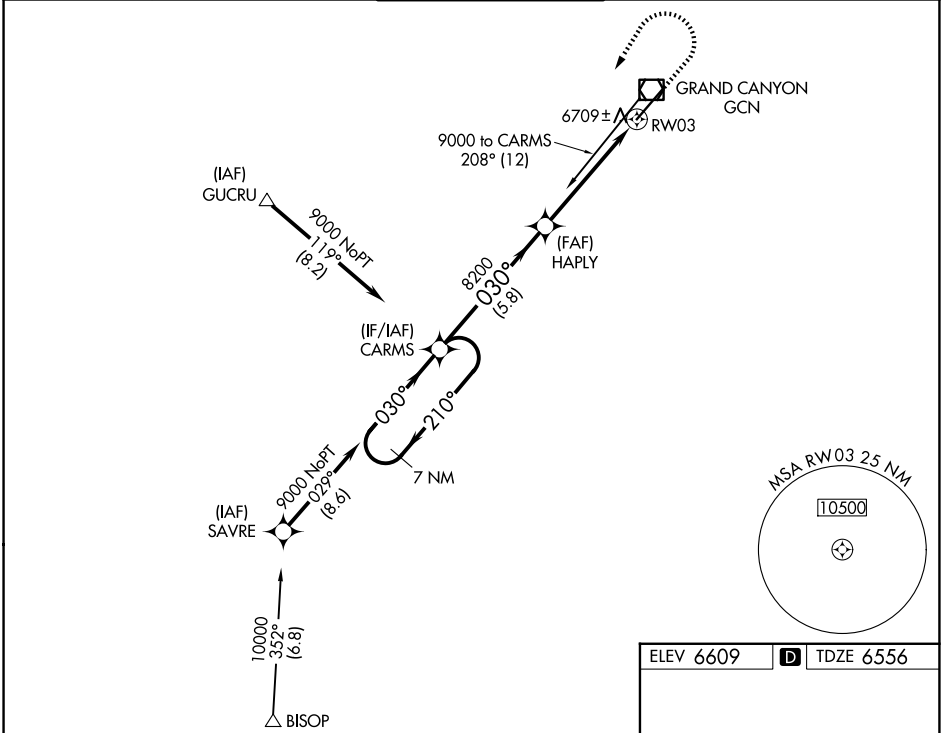 GRAND CANYON
GCN
6709±
RW03
9000 to CARMS
208° (12)
(IAF)
GUCRU
9000 NoPT
119°
(8.2)
(FAF)
HAPLY
8200
030°
(5.8)
(IF/IAF)
CARMS
030°
210°
7 NM
9000 NoPT
029°
(8.6)
(IAF)
SAVRE
MSA RW03 25 NM
10500
10000
352°
(6.8)
BISOP
ELEV 6609 D TDZE 6556